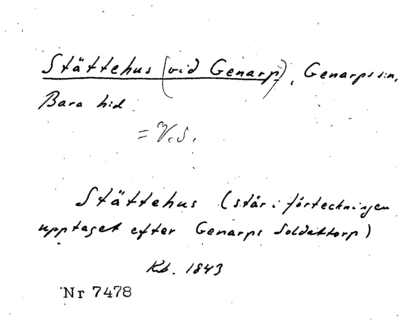 Stättehus (vid Genarp), Genarps sn,
Bara hd.
= V.S.
Stättehus (står i förteckningen
upptaget efter Genarps Soldattorp)
Kb. 1843
Nr 7478